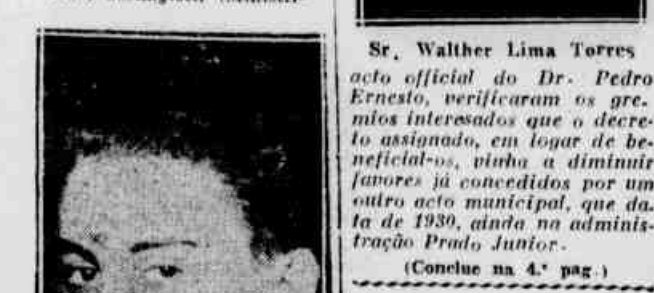 Sr. Walther Lima Torres
acto official do Dr. Pedro
Ernesto, verificaram os gre-
mios interesados que o decre-
to assignado, em logar de be-
neficial-os, vinha a diminuir
favores já concedidos por um
outro acto municipal, que da-
ta de 1930, ainda na adminis-
tração Prado Junior.
(Conclue na 4.ª pag.)